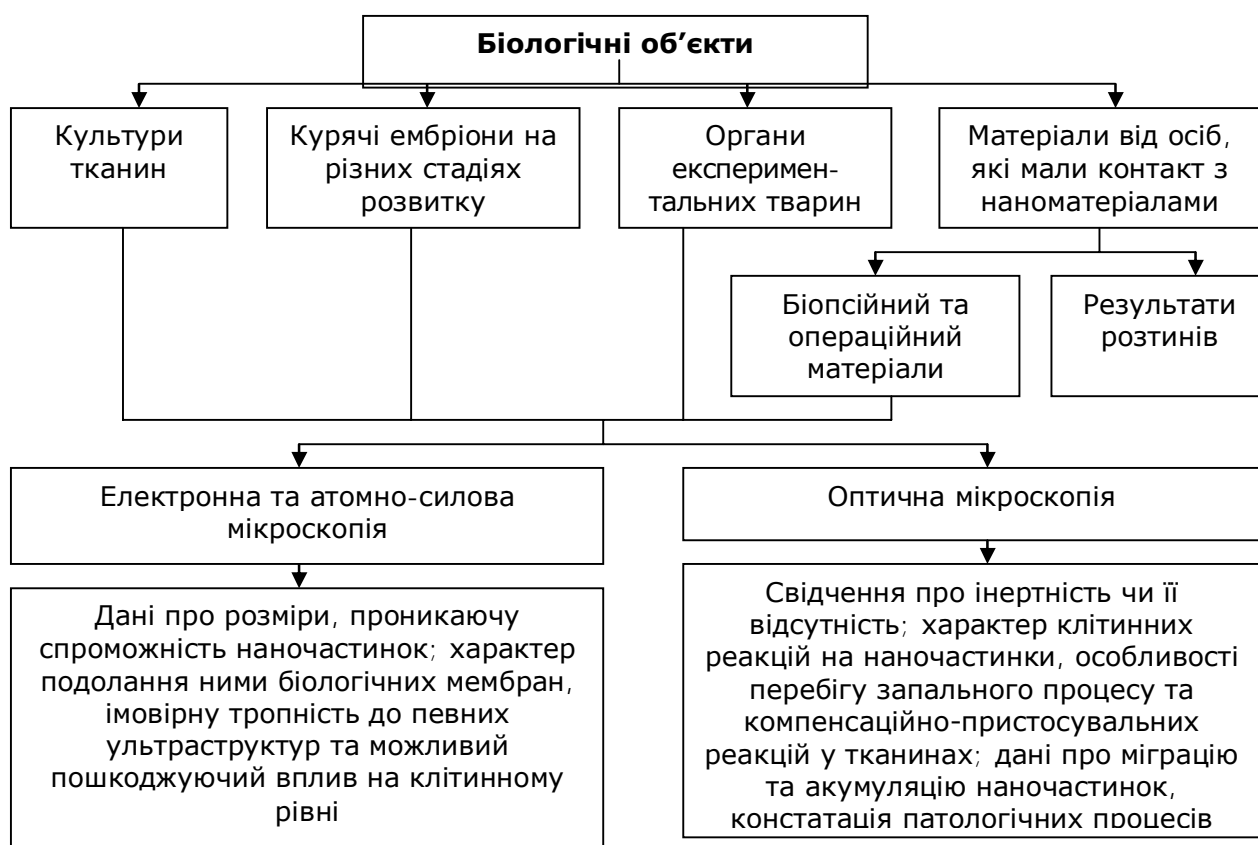 Біологічні об’єкти
Культури
тканин
Курячі ембріони на
різних стадіях
розвитку
Органи
експеримен-
тальних тварин
Матеріали від осіб,
які мали контакт з
наноматеріалами
Біопсійний та
операційний
матеріали
Результати
розтинів
Електронна та атомно-силова
мікроскопія
Оптична мікроскопія
Дані про розміри, проникаючу
спроможність наночастинок; характер
подолання ними біологічних мембран,
імовірну тропність до певних
ультраструктур та можливий
пошкоджуючий вплив на клітинному
рівні
Свідчення про інертність чи її
відсутність; характер клітинних
реакцій на наночастинки, особливості
перебігу запального процесу та
компенсаційно-пристосувальних
реакцій у тканинах; дані про міграцію
та акумуляцію наночастинок,
констатація патологічних процесів